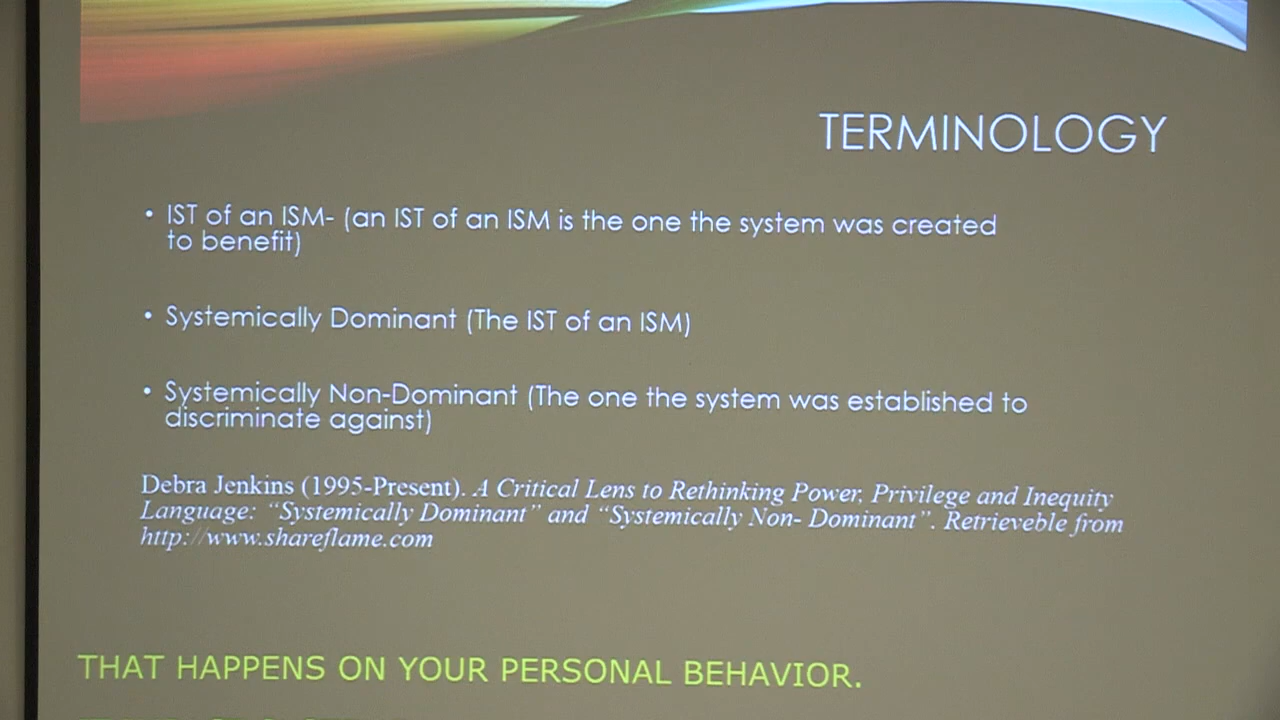 TERMINOLOGY
• IST of an ISM- (an IST of an ISM is the one the system was created
to benefit)
• Systemically Dominant (The IST of an ISM)
• Systemically Non-Dominant (The one the system was established to
discriminate against)
Debra Jenkins (1995-Present). A Critical Lens to Rethinking Power, Privilege and Inequity
Language: “Systemically Dominant” and “Systemically Non- Dominant”. Retrieveble from
http://www.shareflame.com
THAT HAPPENS ON YOUR PERSONAL BEHAVIOR.